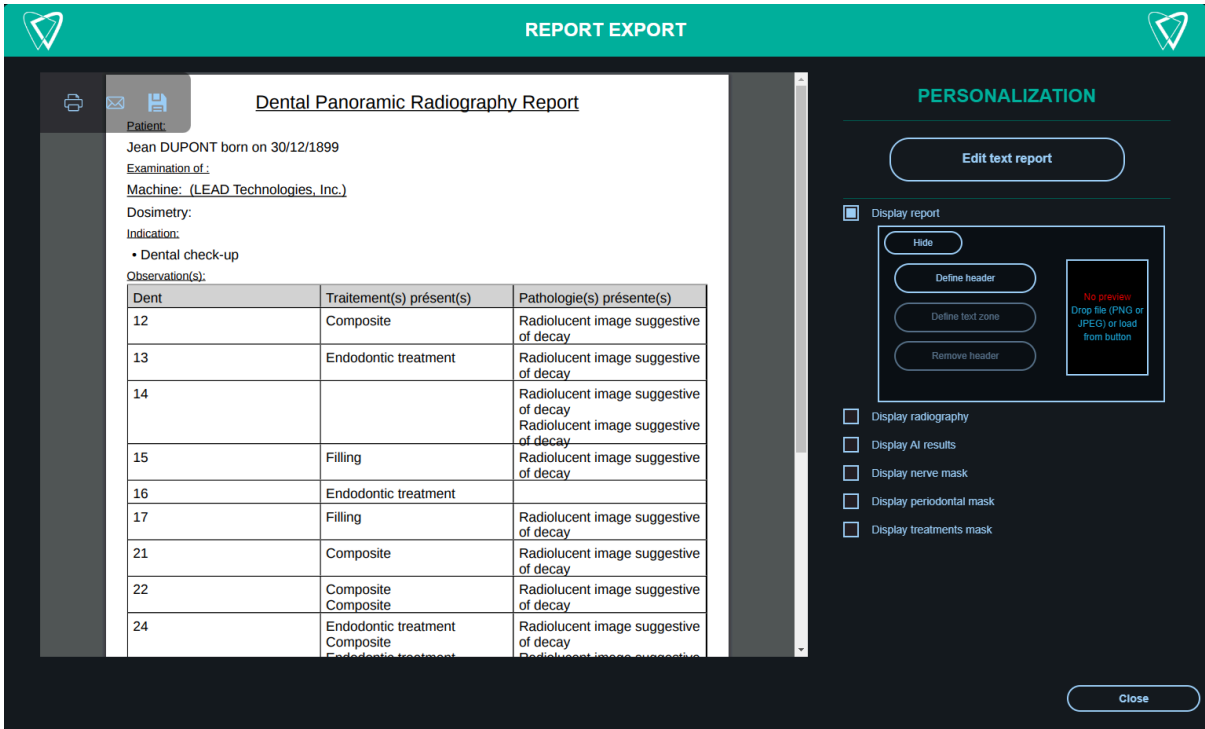 REPORT EXPORT
Dental Panoramic Radiography Report
Patient:
Jean DUPONT born on 30/12/1899
Examination of :
Machine: (LEAD Technologies, Inc.)
Dosimetry:
Indication:
• Dental check-up
Observation(s):
Dent Traitement(s) présent(s) Pathologie(s) présente(s)
12 Composite Radiolucent image suggestive
of decay
13 Endodontic treatment Radiolucent image suggestive
of decay
14 Radiolucent image suggestive
of decay
Radiolucent image suggestive
of decay
15 Filling Radiolucent image suggestive
of decay
16 Endodontic treatment
17 Filling Radiolucent image suggestive
of decay
21 Composite Radiolucent image suggestive
of decay
22 Composite Radiolucent image suggestive
Composite of decay
24 Endodontic treatment Radiolucent image suggestive
Composite of decay
Endodontic treatment Radiolucent image suggestive
PERSONALIZATION
Edit text report
Display report
Hide
Define header
Define text zone
Remove header
No preview
Drop file (PNG or
JPEG) or load
from button
Display radiography
Display AI results
Display nerve mask
Display periodontal mask
Display treatments mask
Close